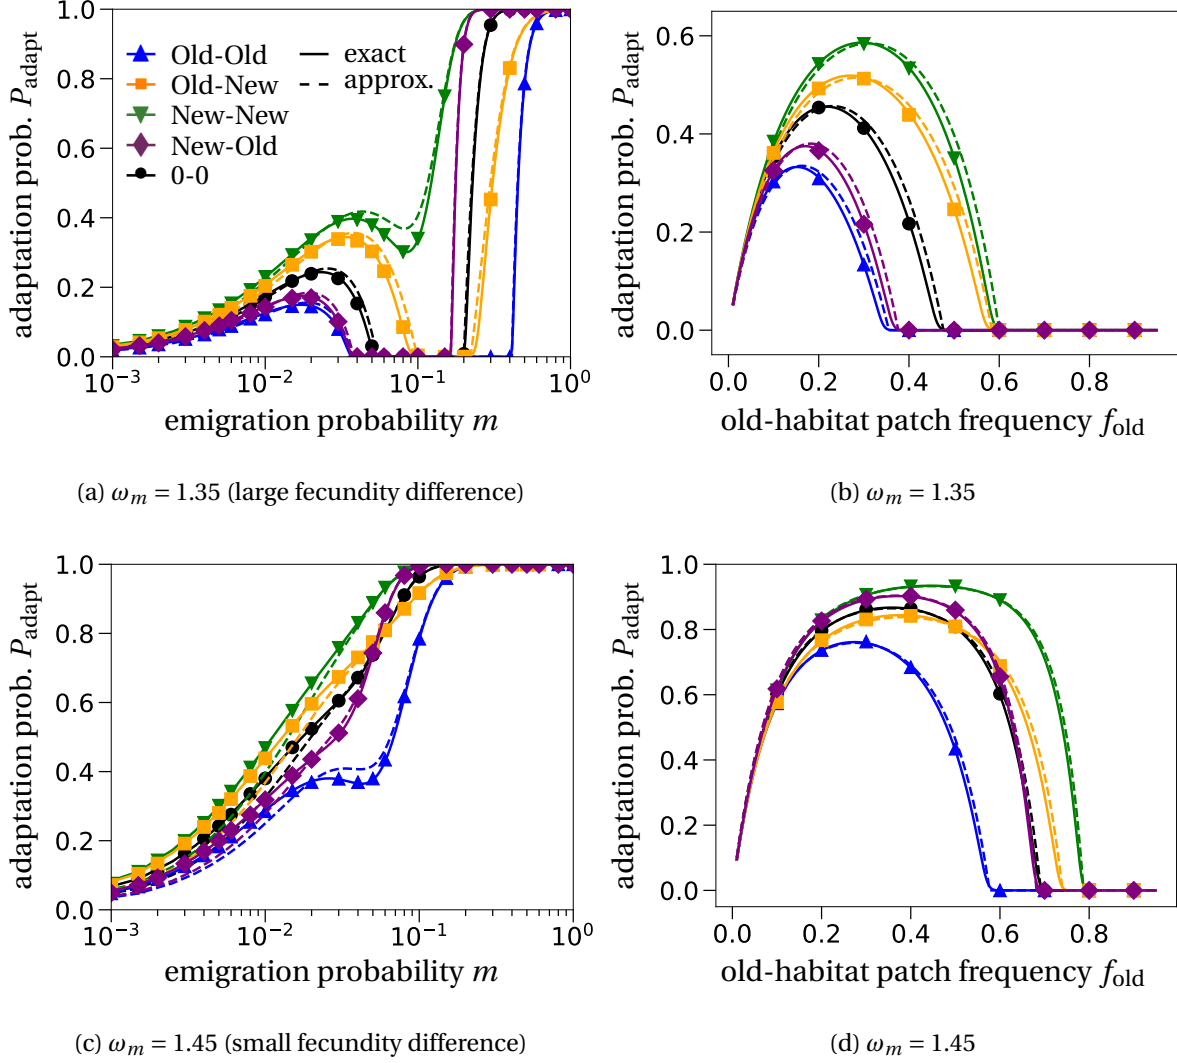 adaptation prob. P_adapt
1.0
0.8
0.6
0.4
0.2
0.0
Old-Old
Old-New
New-New
New-Old
0-0
exact
approx.
10⁻³ 10⁻² 10⁻¹ 10⁰
emigration probability m
(a) ω_m = 1.35 (large fecundity difference)
adaptation prob. P_adapt
0.6
0.4
0.2
0.0
0.0 0.2 0.4 0.6 0.8
old-habitat patch frequency f_old
(b) ω_m = 1.35
adaptation prob. P_adapt
1.0
0.8
0.6
0.4
0.2
0.0
10⁻³ 10⁻² 10⁻¹ 10⁰
emigration probability m
(c) ω_m = 1.45 (small fecundity difference)
adaptation prob. P_adapt
1.0
0.8
0.6
0.4
0.2
0.0
0.0 0.2 0.4 0.6 0.8
old-habitat patch frequency f_old
(d) ω_m = 1.45